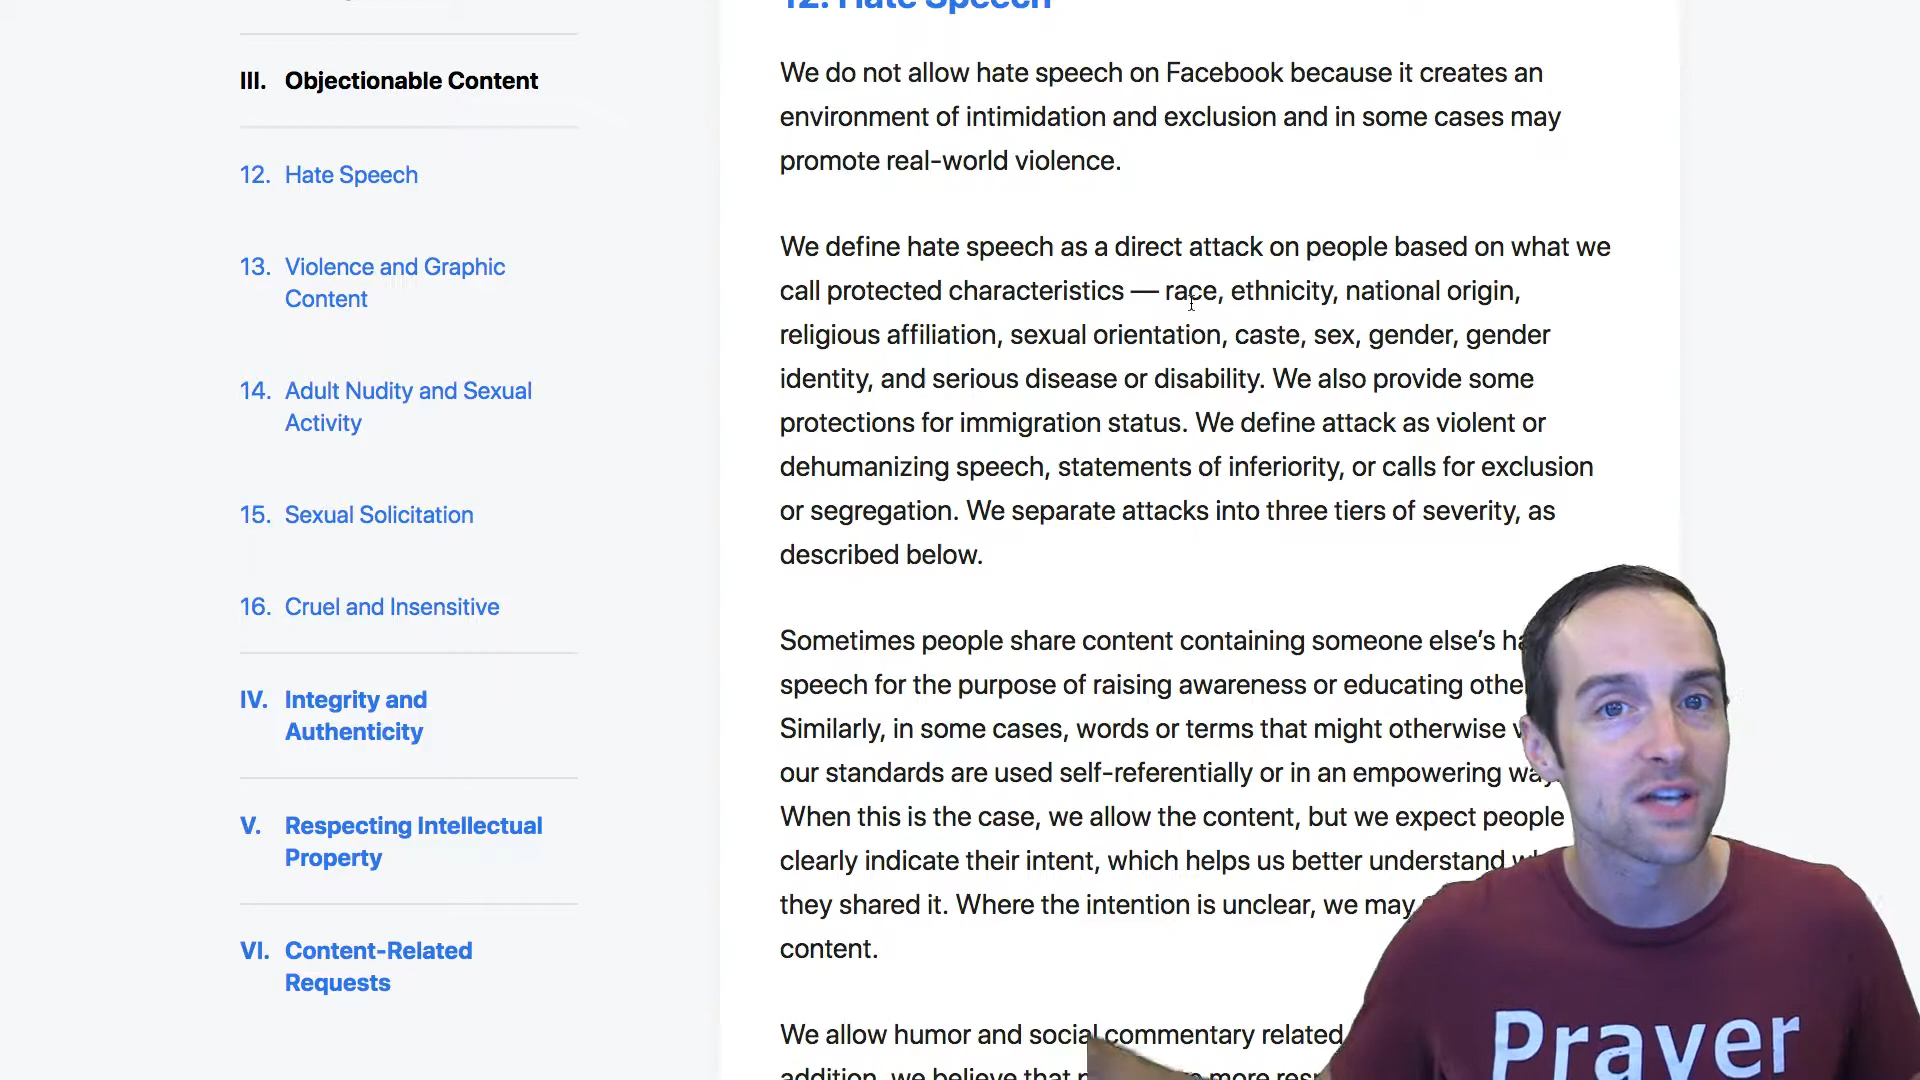 III. Objectionable Content
12. Hate Speech
13. Violence and Graphic
Content
14. Adult Nudity and Sexual
Activity
15. Sexual Solicitation
16. Cruel and Insensitive
IV. Integrity and
Authenticity
V. Respecting Intellectual
Property
VI. Content-Related
Requests
12. Hate Speech
We do not allow hate speech on Facebook because it creates an
environment of intimidation and exclusion and in some cases may
promote real-world violence.
We define hate speech as a direct attack on people based on what we
call protected characteristics — race, ethnicity, national origin,
religious affiliation, sexual orientation, caste, sex, gender, gender
identity, and serious disease or disability. We also provide some
protections for immigration status. We define attack as violent or
dehumanizing speech, statements of inferiority, or calls for exclusion
or segregation. We separate attacks into three tiers of severity, as
described below.
Sometimes people share content containing someone else's
speech for the purpose of raising awareness or educating
Similarly, in some cases, words or terms that might otherwise
our standards are used self-referentially or in an empowering
When this is the case, we allow the content, but we expect people
clearly indicate their intent, which helps us better understand
they shared it. Where the intention is unclear, we may
content.
We allow humor and social commentary related
addition, we believe that more
Prayer